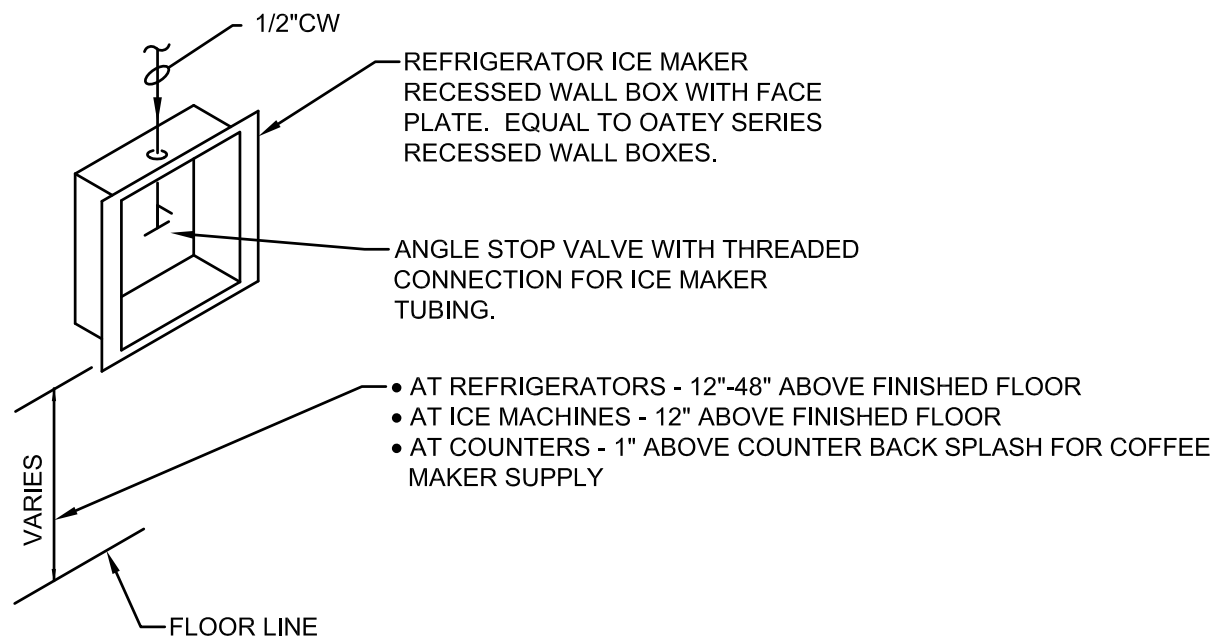 1/2"CW
REFRIGERATOR ICE MAKER
RECESSED WALL BOX WITH FACE
PLATE. EQUAL TO OATEY SERIES
RECESSED WALL BOXES.
ANGLE STOP VALVE WITH THREADED
CONNECTION FOR ICE MAKER
TUBING.
• AT REFRIGERATORS - 12"-48" ABOVE FINISHED FLOOR
• AT ICE MACHINES - 12" ABOVE FINISHED FLOOR
• AT COUNTERS - 1" ABOVE COUNTER BACK SPLASH FOR COFFEE
MAKER SUPPLY
VARIES
FLOOR LINE